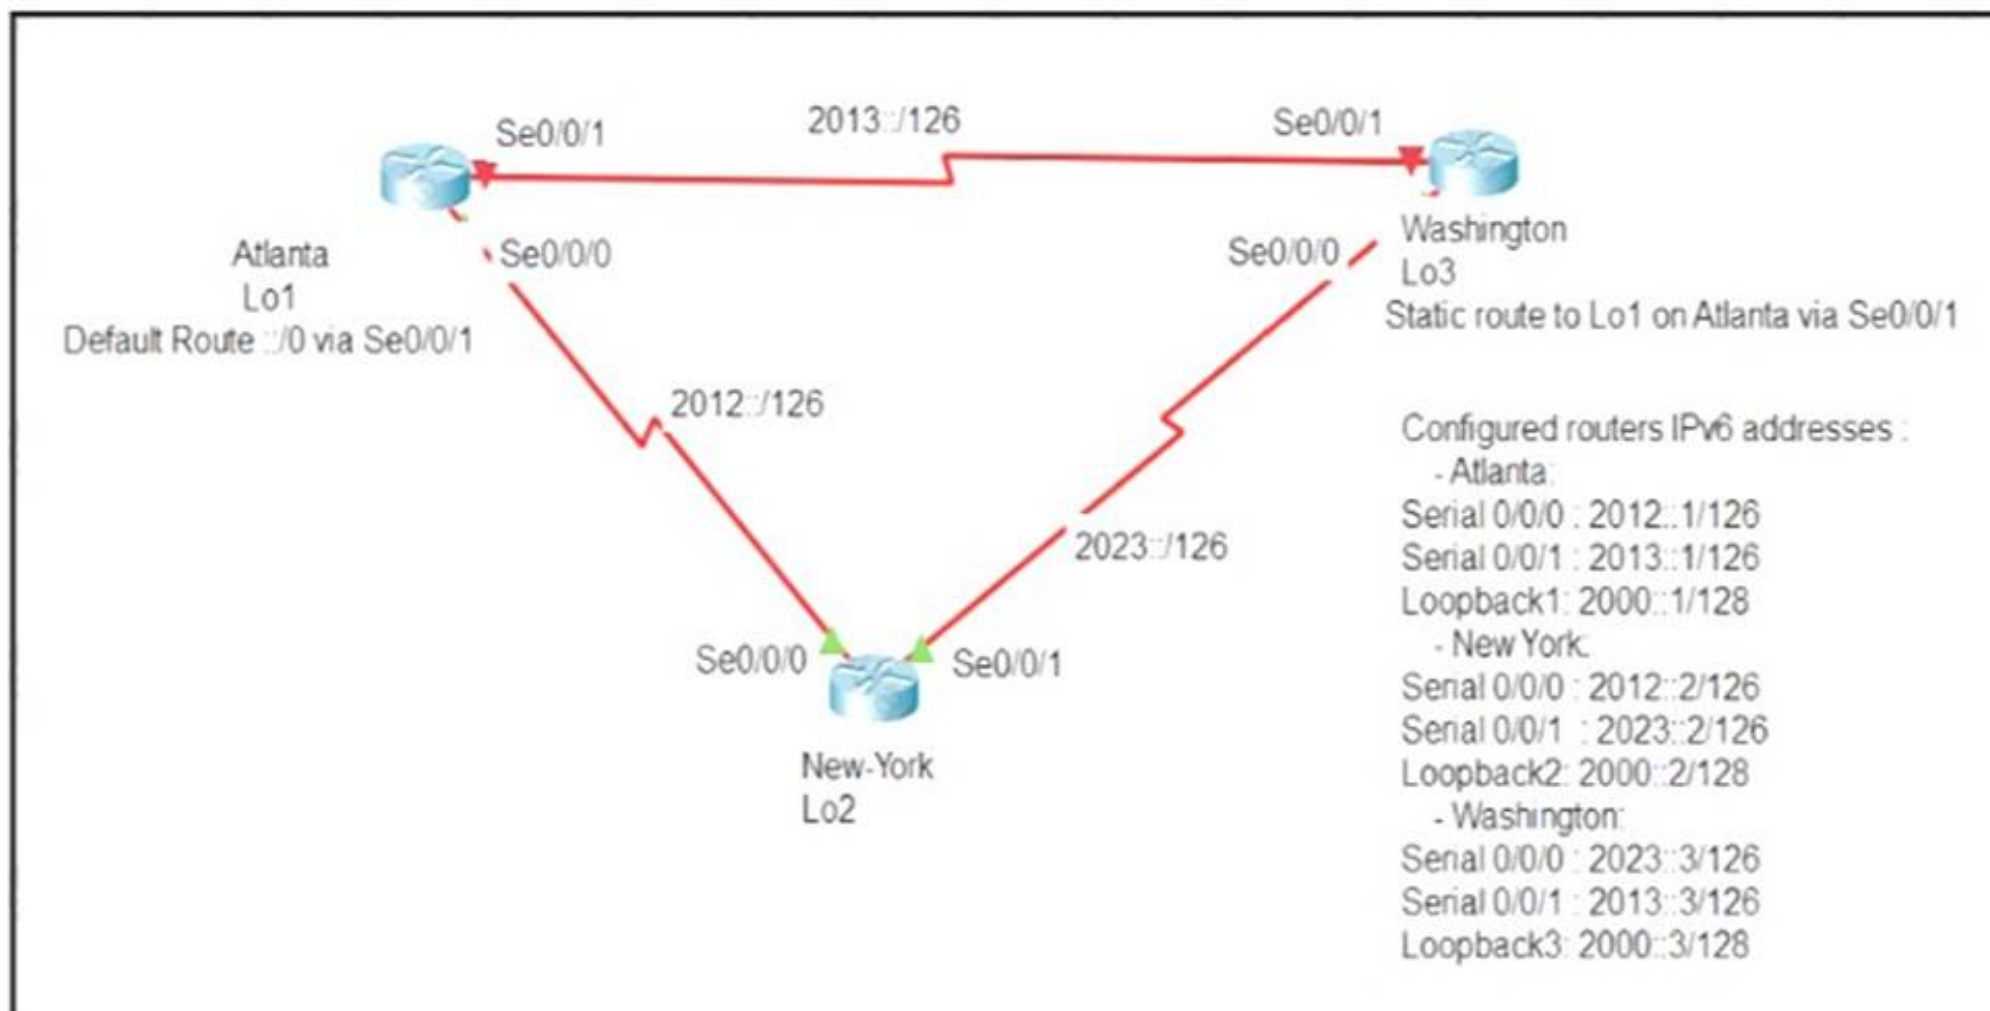 Se0/0/1
2013::/126
Se0/0/1
Atlanta
Lo1
Default Route ::/0 via Se0/0/1
Se0/0/0
Se0/0/0
Washington
Lo3
Static route to Lo1 on Atlanta via Se0/0/1
2012::/126
2023::/126
Se0/0/0
Se0/0/1
New-York
Lo2
Configured routers IPv6 addresses :
- Atlanta:
Serial 0/0/0 : 2012::1/126
Serial 0/0/1 : 2013::1/126
Loopback1: 2000::1/128
- New York:
Serial 0/0/0 : 2012::2/126
Serial 0/0/1 : 2023::2/126
Loopback2: 2000::2/128
- Washington:
Serial 0/0/0 : 2023::3/126
Serial 0/0/1 : 2013::3/126
Loopback3: 2000::3/128